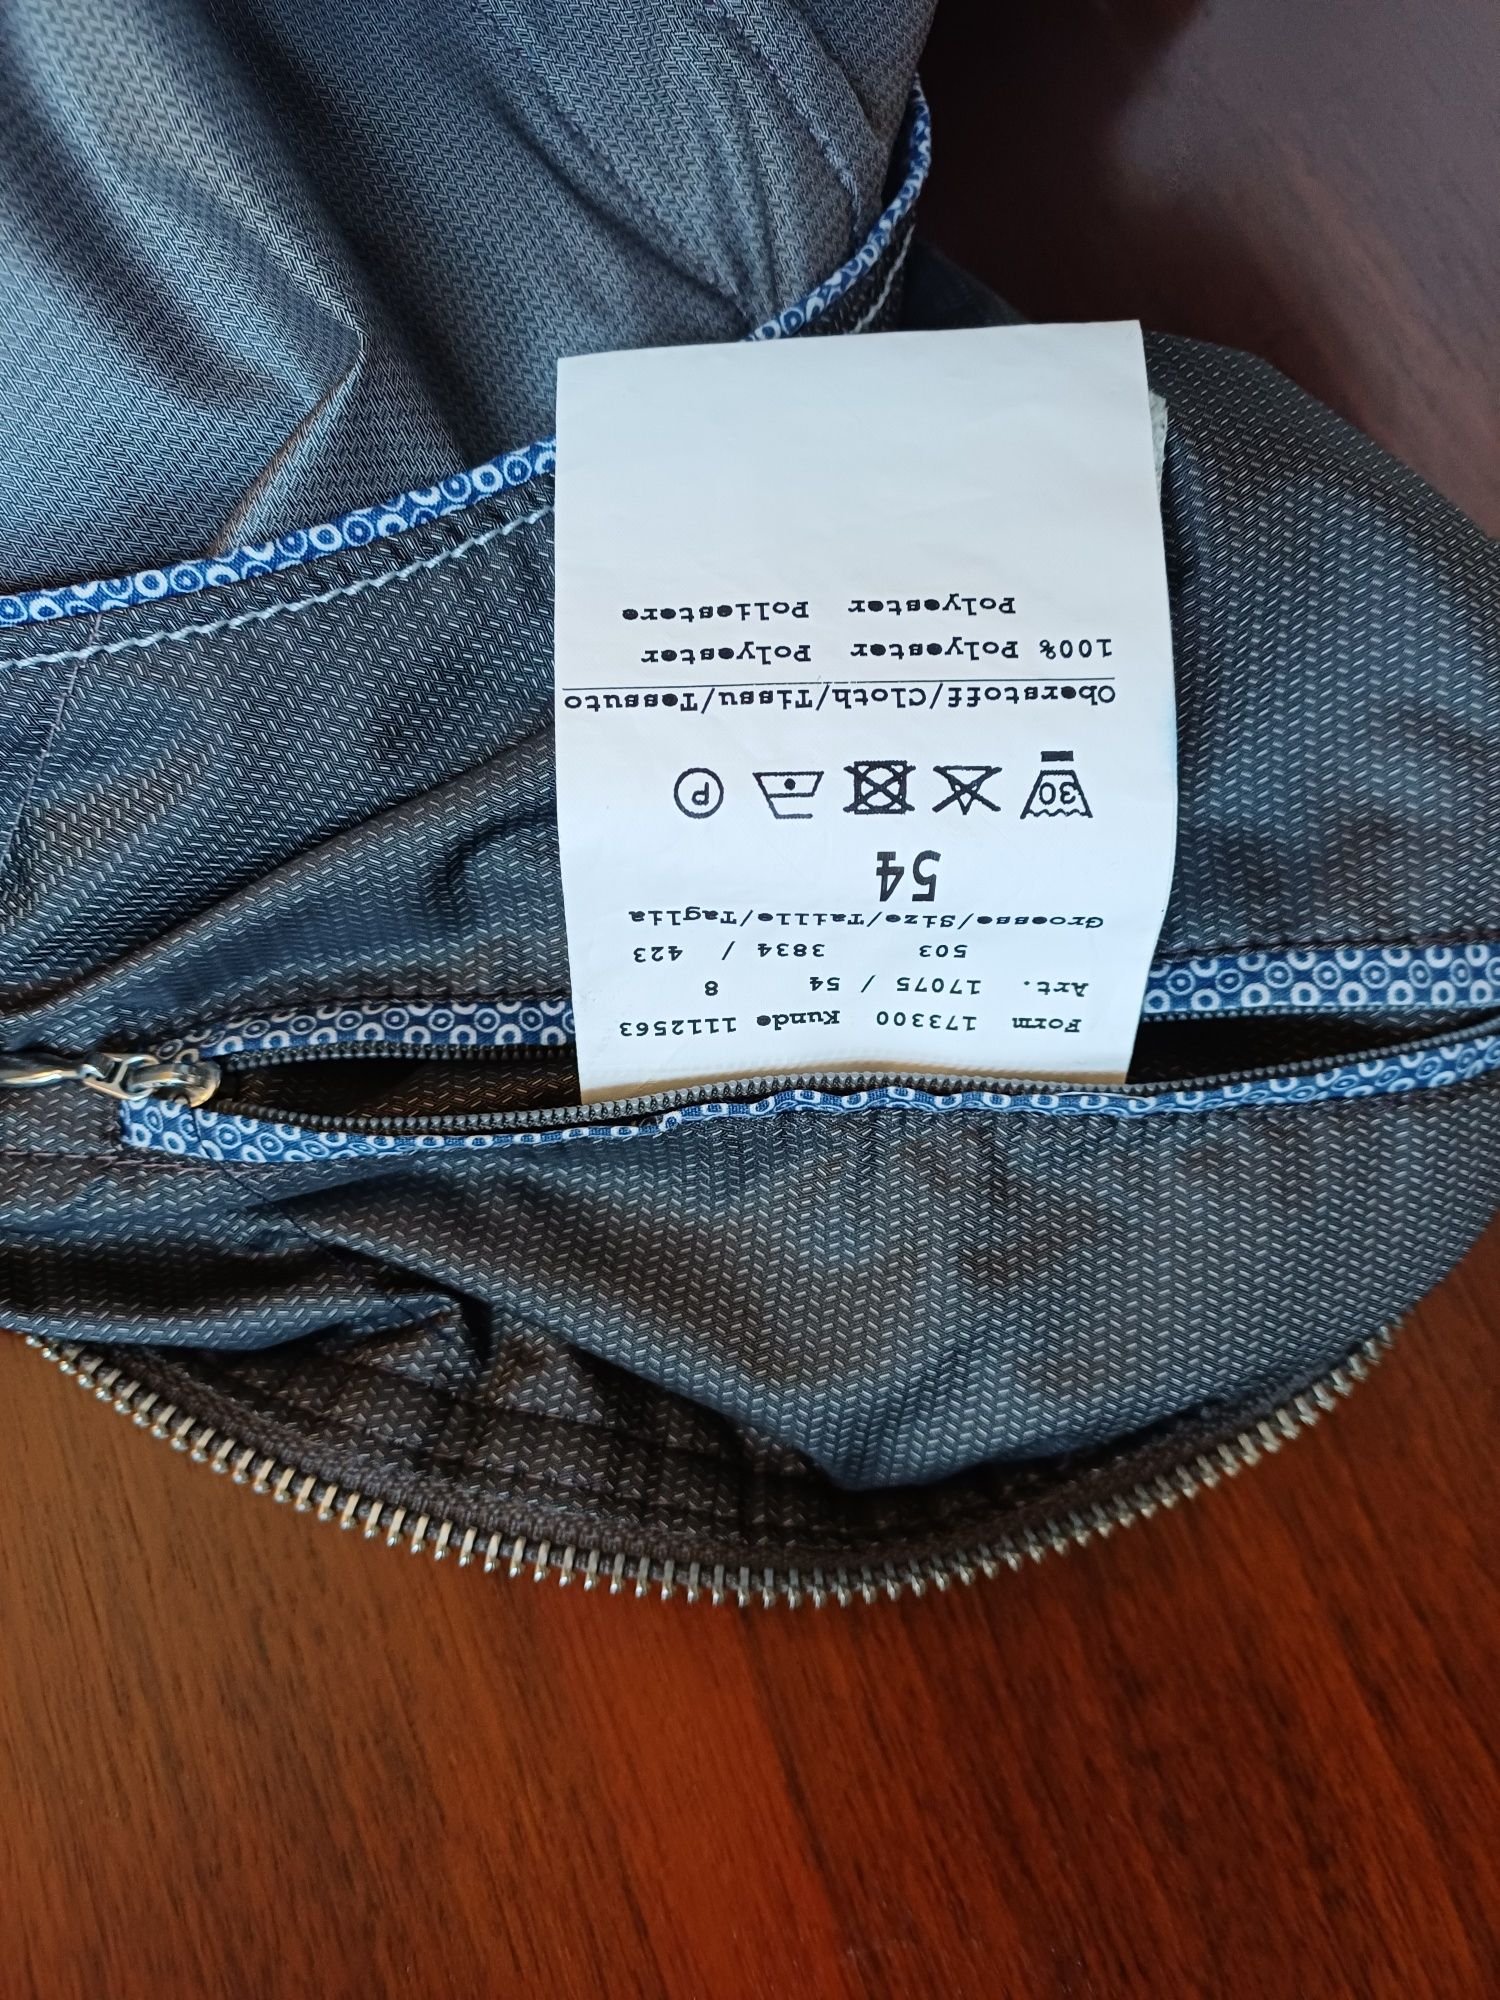 Form 173300 Kunde 1112563
Art. 17075 / 54 8
503 3834 / 423
Groesse/Size/Taille/Taglia
54
30
P
Oberstoff/Cloth/Tissu/Tessuto
100% Polyester Polyester
Polyester Poliestere